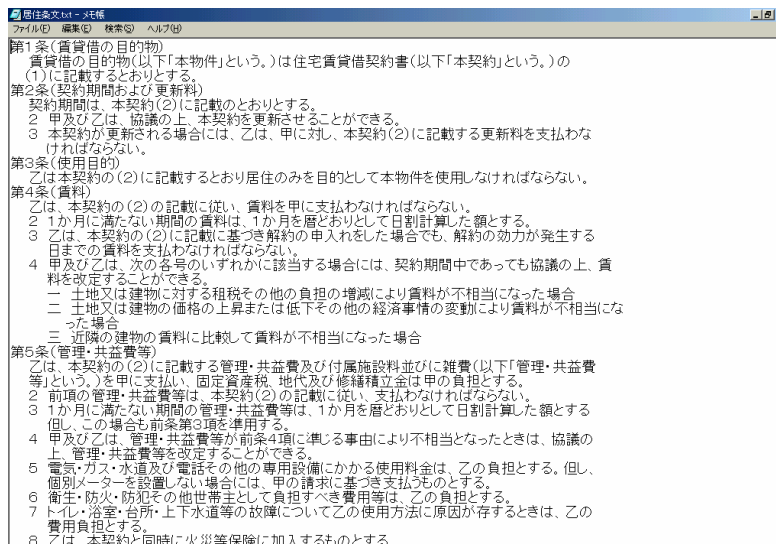 居住条文.txt - メモ帳
ファイル(F) 編集(E) 検索(S) ヘルプ(H)
第1条(賃貸借の目的物)
賃貸借の目的物(以下「本物件」という。)は住宅賃貸借契約書(以下「本契約」という。)の
(1)に記載するとおりとする。
第2条(契約期間および更新料)
契約期間は、本契約(2)に記載のとおりとする。
2 甲及び乙は、協議の上、本契約を更新させることができる。
3 本契約が更新される場合には、乙は、甲に対し、本契約(2)に記載する更新料を支払わな
ければならない。
第3条(使用目的)
乙は本契約の(2)に記載するとおり居住のみを目的として本物件を使用しなければならない。
第4条(賃料)
乙は、本契約の(2)の記載に従い、賃料を甲に支払わなければならない。
2 1か月に満たない期間の賃料は、1か月を暦どおりとして日割計算した額とする。
3 乙は、本契約の(2)に記載に基づき解約の申入れをした場合でも、解約の効力が発生する
日までの賃料を支払わなければならない。
4 甲及び乙は、次の各号のいずれかに該当する場合には、契約期間中であっても協議の上、賃
料を改定することができる。
一 土地又は建物に対する租税その他の負担の増減により賃料が不相当になった場合
二 土地又は建物の価格の上昇または低下その他の経済事情の変動により賃料が不相当にな
った場合
三 近隣の建物の賃料に比較して賃料が不相当になった場合
第5条(管理・共益費等)
乙は、本契約の(2)に記載する管理・共益費及び付属施設料並びに雑費(以下「管理・共益費
等」という。)を甲に支払い、固定資産税、地代及び修繕積立金は甲の負担とする。
2 前項の管理・共益費等は、本契約(2)の記載に従い、支払わなければならない。
3 1か月に満たない期間の管理・共益費等は、1か月を暦どおりとして日割計算した額とする
但し、この場合も前条第3項を準用する。
4 甲及び乙は、管理・共益費等が前条4項に準じる事由により不相当となったときは、協議の
上、管理・共益費等を改定することができる。
5 電気・ガス・水道及び電話その他の専用設備にかかる使用料金は、乙の負担とする。但し、
個別メーターを設置しない場合には、甲の請求に基づき支払うものとする。
6 衛生・防火・防犯その他世帯主として負担すべき費用等は、乙の負担とする。
7 トイレ・浴室・台所・上下水道等の故障について乙の使用方法に原因が存するときは、乙の
費用負担とする。
8 乙は、本契約と同時に火災等保険に加入するものとする